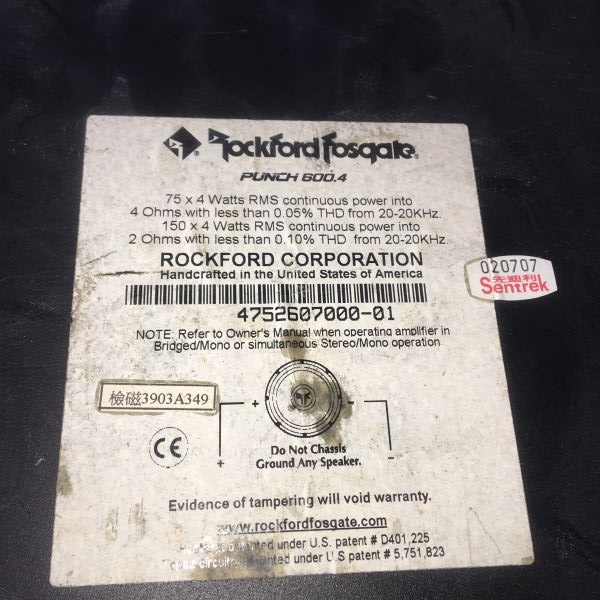 Rockford Fosgate®
PUNCH 600.4
75 x 4 Watts RMS continuous power into
4 Ohms with less than 0.05% THD from 20-20KHz.
150 x 4 Watts RMS continuous power into
2 Ohms with less than 0.10% THD from 20-20KHz.
ROCKFORD CORPORATION
Handcrafted in the United States of America
020707
先迪利
Sentrek
4752607000-01
NOTE: Refer to Owner's Manual when operating amplifier in
Bridged/Mono or simultaneous Stereo/Mono operation
檢磁3903A349
+ +
- -
CE
Do Not Chassis
Ground Any Speaker.
Evidence of tampering will void warranty.
www.rockfordfosgate.com
under U.S. patent # D401,225
under U.S patent # 5,751,823